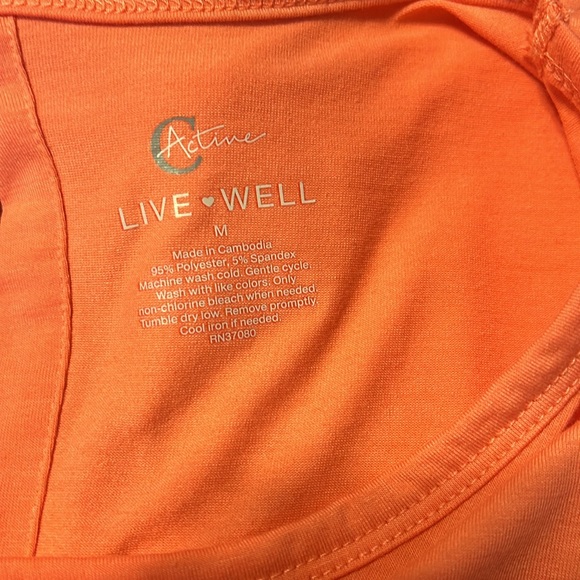 C Active
LIVE ♥ WELL
M
Made in Cambodia
95% Polyester, 5% Spandex
Machine wash cold. Gentle cycle.
Wash with like colors. Only
non-chlorine bleach when needed.
Tumble dry low. Remove promptly.
Cool iron if needed.
RN37080